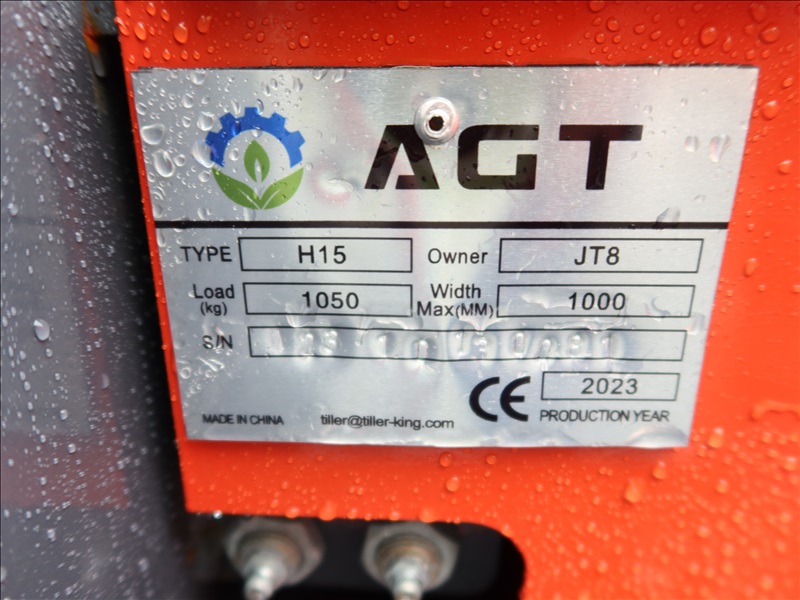 AGT
TYPE H15 Owner JT8
Load (kg) 1050 Width Max(MM) 1000
S/N
CE 2023
MADE IN CHINA tiller@tiller-king.com PRODUCTION YEAR